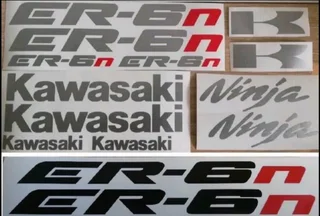 ER-6n
ER-6n
ER-6n ER-6n
K
K
Kawasaki
Kawasaki
Kawasaki Kawasaki
Ninja
Ninja
ER-6n
ER-6n